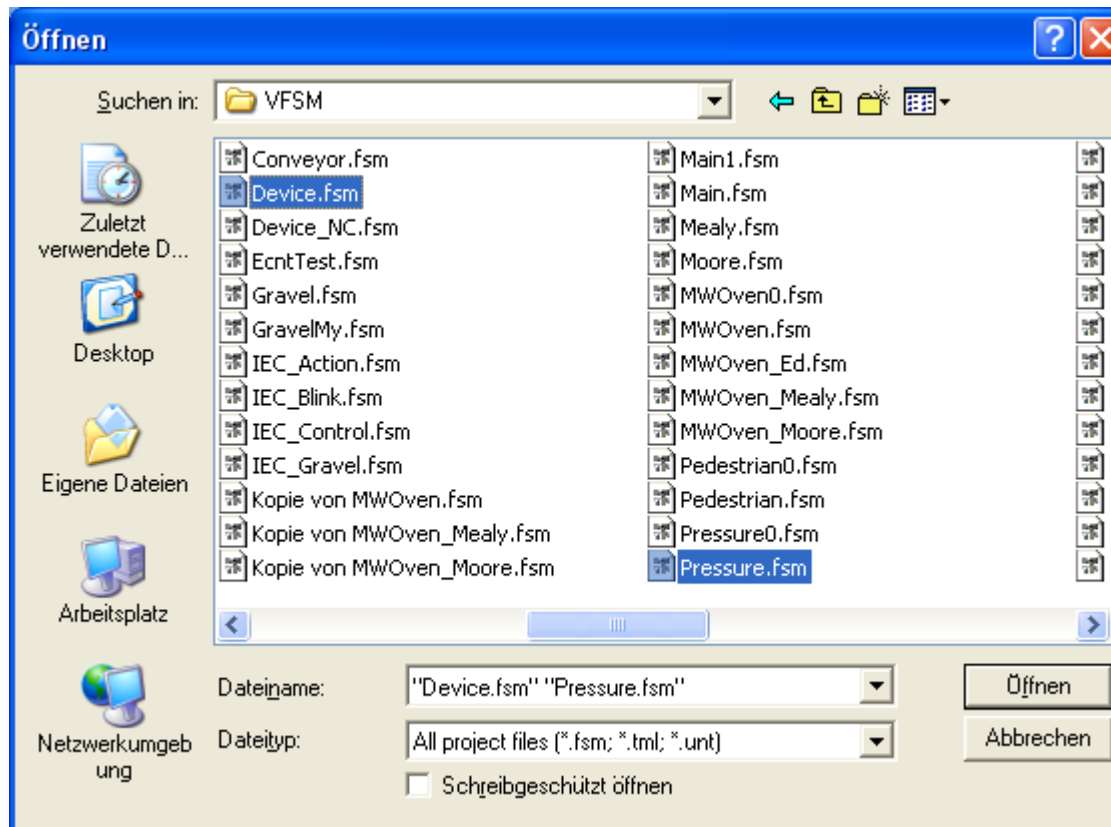 Öffnen
Suchen in:
VFSM
Zuletzt
verwendete D...
Desktop
Eigene Dateien
Arbeitsplatz
Netzwerkumgeb
ung
Conveyor.fsm
Device.fsm
Device_NC.fsm
EcntTest.fsm
Gravel.fsm
GravelMy.fsm
IEC_Action.fsm
IEC_Blink.fsm
IEC_Control.fsm
IEC_Gravel.fsm
Kopie von MWOven.fsm
Kopie von MWOven_Mealy.fsm
Kopie von MWOven_Moore.fsm
Main1.fsm
Main.fsm
Mealy.fsm
Moore.fsm
MWOven0.fsm
MWOven.fsm
MWOven_Ed.fsm
MWOven_Mealy.fsm
MWOven_Moore.fsm
Pedestrian0.fsm
Pedestrian.fsm
Pressure0.fsm
Pressure.fsm
Dateiname:
"Device.fsm" "Pressure.fsm"
Öffnen
Dateityp:
All project files (*.fsm; *.tml; *.unt)
Abbrechen
Schreibgeschützt öffnen